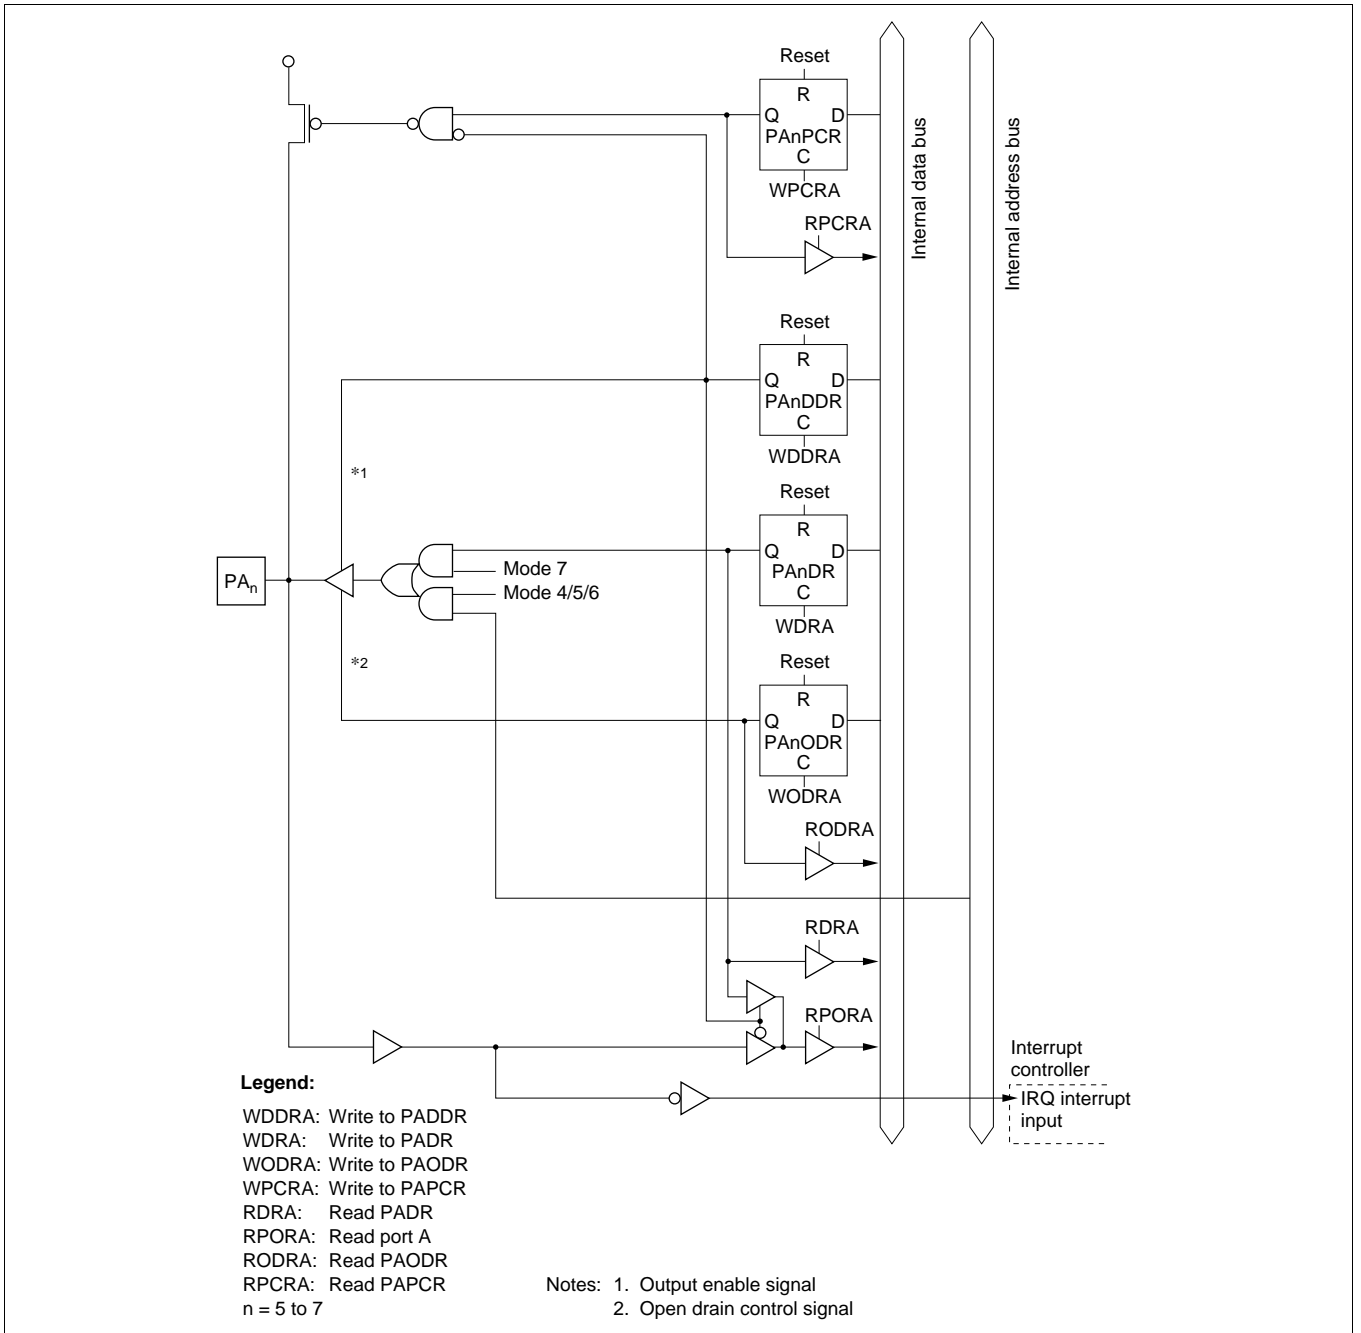 Reset
R
Q D
PAnPCR
C
WPCRA
RPCRA
Internal data bus
Internal address bus
Reset
R
Q D
PAnDDR
C
WDDRA
*1
Reset
R
Q D
PAnDR
C
WDRA
Mode 7
Mode 4/5/6
PAn
*2
Reset
R
Q D
PAnODR
C
WODRA
RODRA
RDRA
RPORA
Interrupt
controller
IRQ interrupt
input
Legend:
WDDRA: Write to PADDR
WDRA: Write to PADR
WODRA: Write to PAODR
WPCRA: Write to PAPCR
RDRA: Read PADR
RPORA: Read port A
RODRA: Read PAODR
RPCRA: Read PAPCR
n = 5 to 7
Notes: 1. Output enable signal
2. Open drain control signal